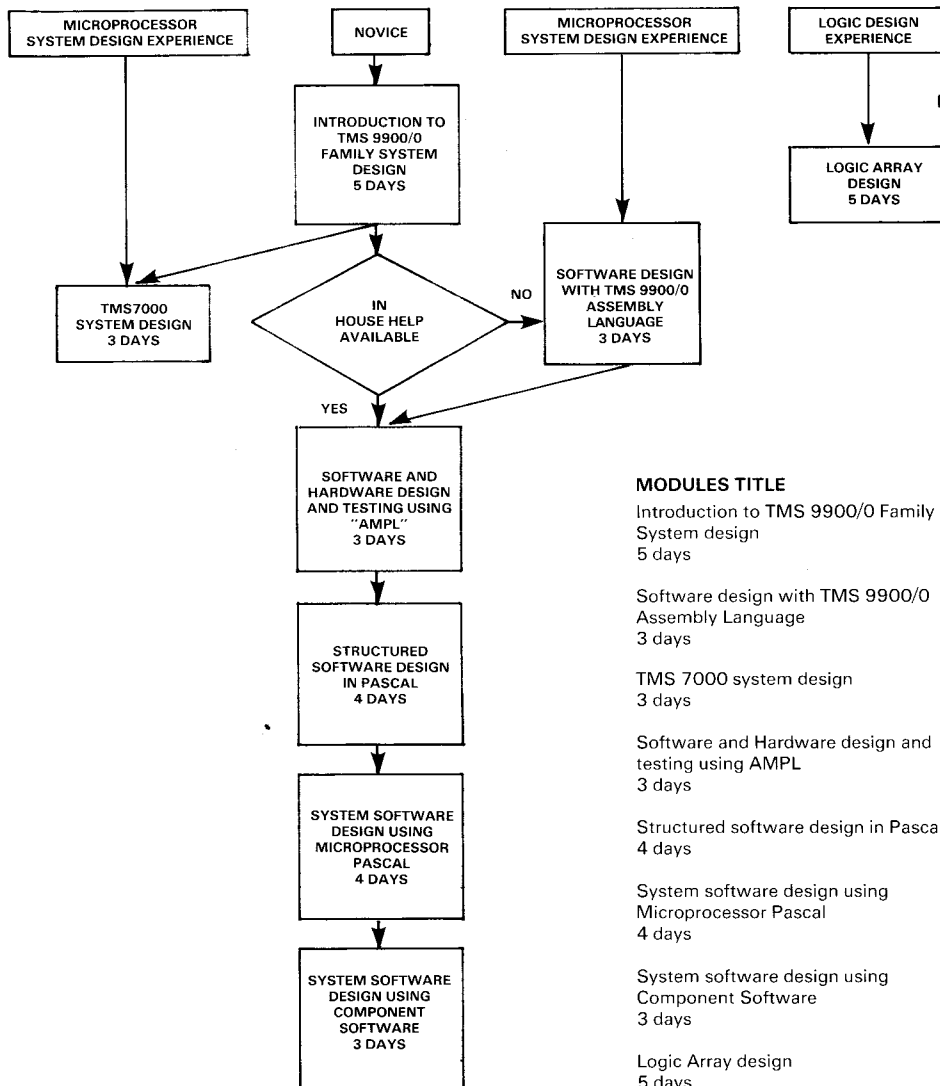 MICROPROCESSOR
SYSTEM DESIGN EXPERIENCE
NOVICE
MICROPROCESSOR
SYSTEM DESIGN EXPERIENCE
LOGIC DESIGN
EXPERIENCE
INTRODUCTION TO
TMS 9900/0
FAMILY SYSTEM
DESIGN
5 DAYS
LOGIC ARRAY
DESIGN
5 DAYS
TMS7000
SYSTEM DESIGN
3 DAYS
IN
HOUSE HELP
AVAILABLE
NO
SOFTWARE DESIGN
WITH TMS 9900/0
ASSEMBLY
LANGUAGE
3 DAYS
YES
SOFTWARE AND
HARDWARE DESIGN
AND TESTING USING
"AMPL"
3 DAYS
STRUCTURED
SOFTWARE DESIGN
IN PASCAL
4 DAYS
SYSTEM SOFTWARE
DESIGN USING
MICROPROCESSOR
PASCAL
4 DAYS
SYSTEM SOFTWARE
DESIGN USING
COMPONENT
SOFTWARE
3 DAYS
MODULES TITLE
Introduction to TMS 9900/0 Family
System design
5 days
Software design with TMS 9900/0
Assembly Language
3 days
TMS 7000 system design
3 days
Software and Hardware design and
testing using AMPL
3 days
Structured software design in Pasca
4 days
System software design using
Microprocessor Pascal
4 days
System software design using
Component Software
3 days
Logic Array design
5 days